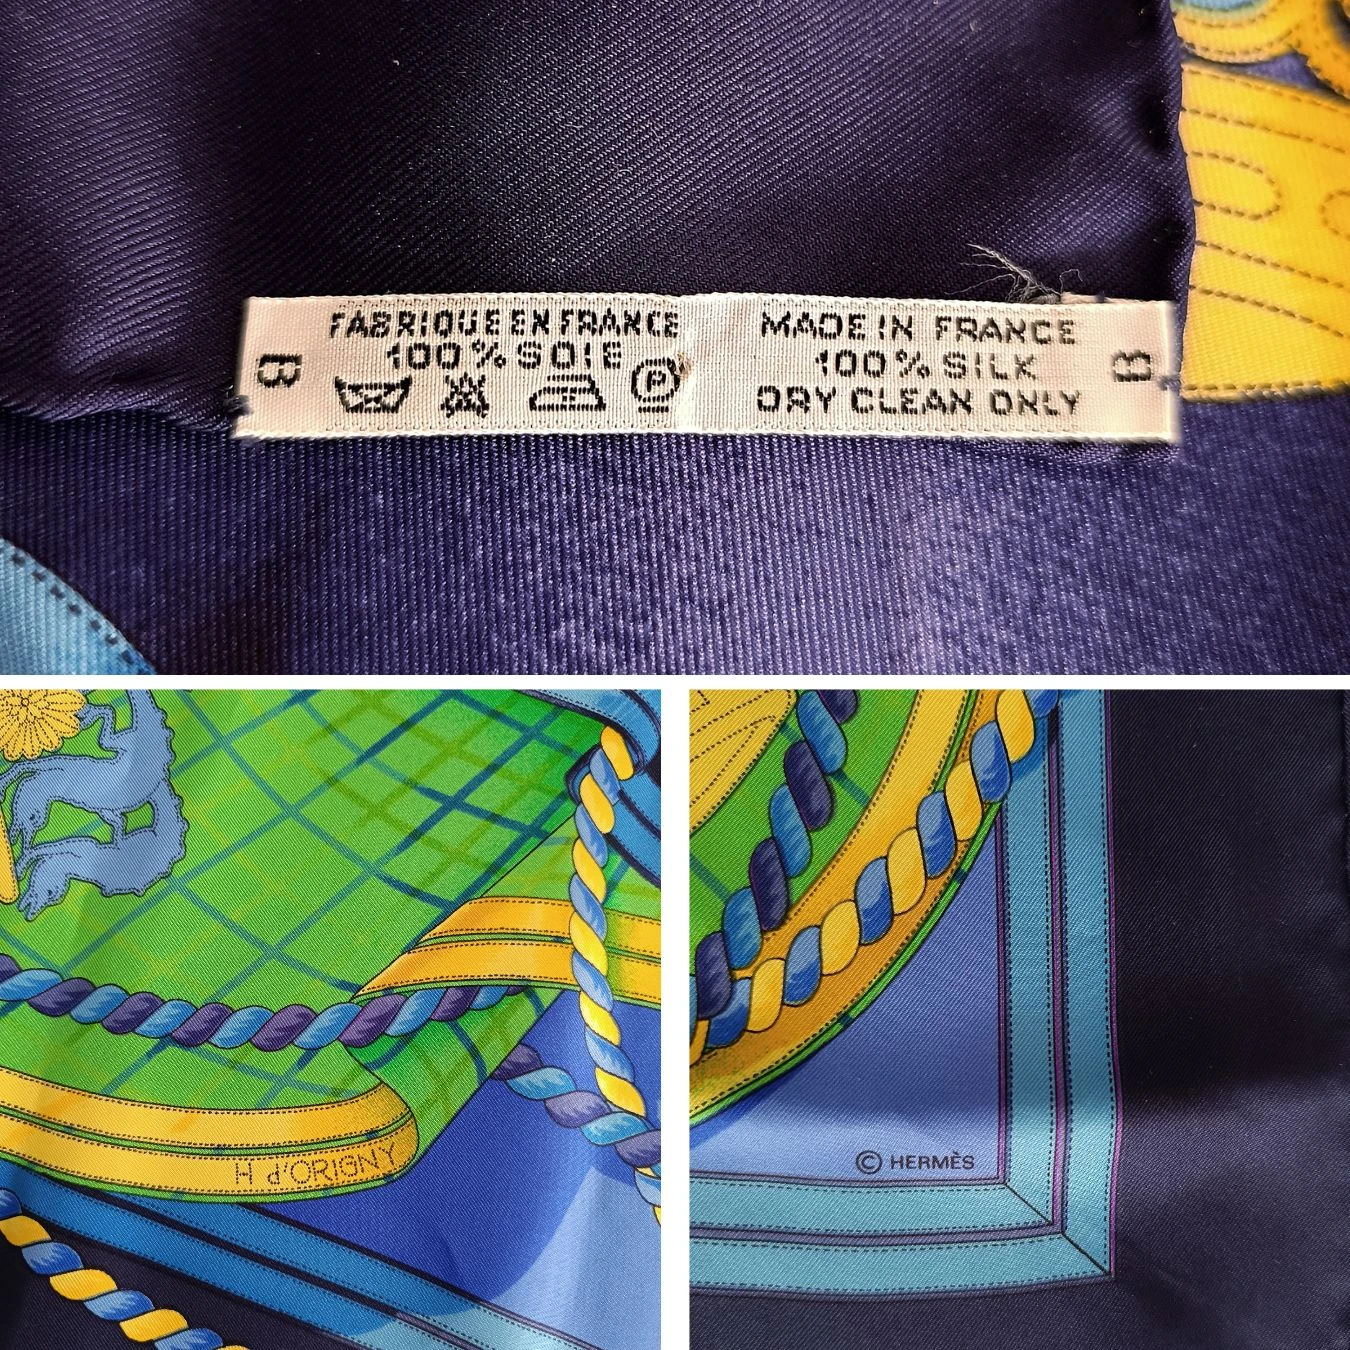 FABRIQUE EN FRANCE
100% SOIE
P
B
MADE IN FRANCE
100% SILK
DRY CLEAN ONLY
B
H d'ORIGNY
© HERMÈS